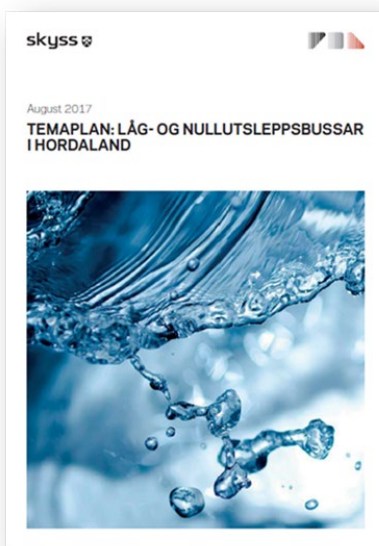 skyss
August 2017
TEMAPLAN: LÅG- OG NULLUTSLEPPSBUSSAR
I HORDALAND